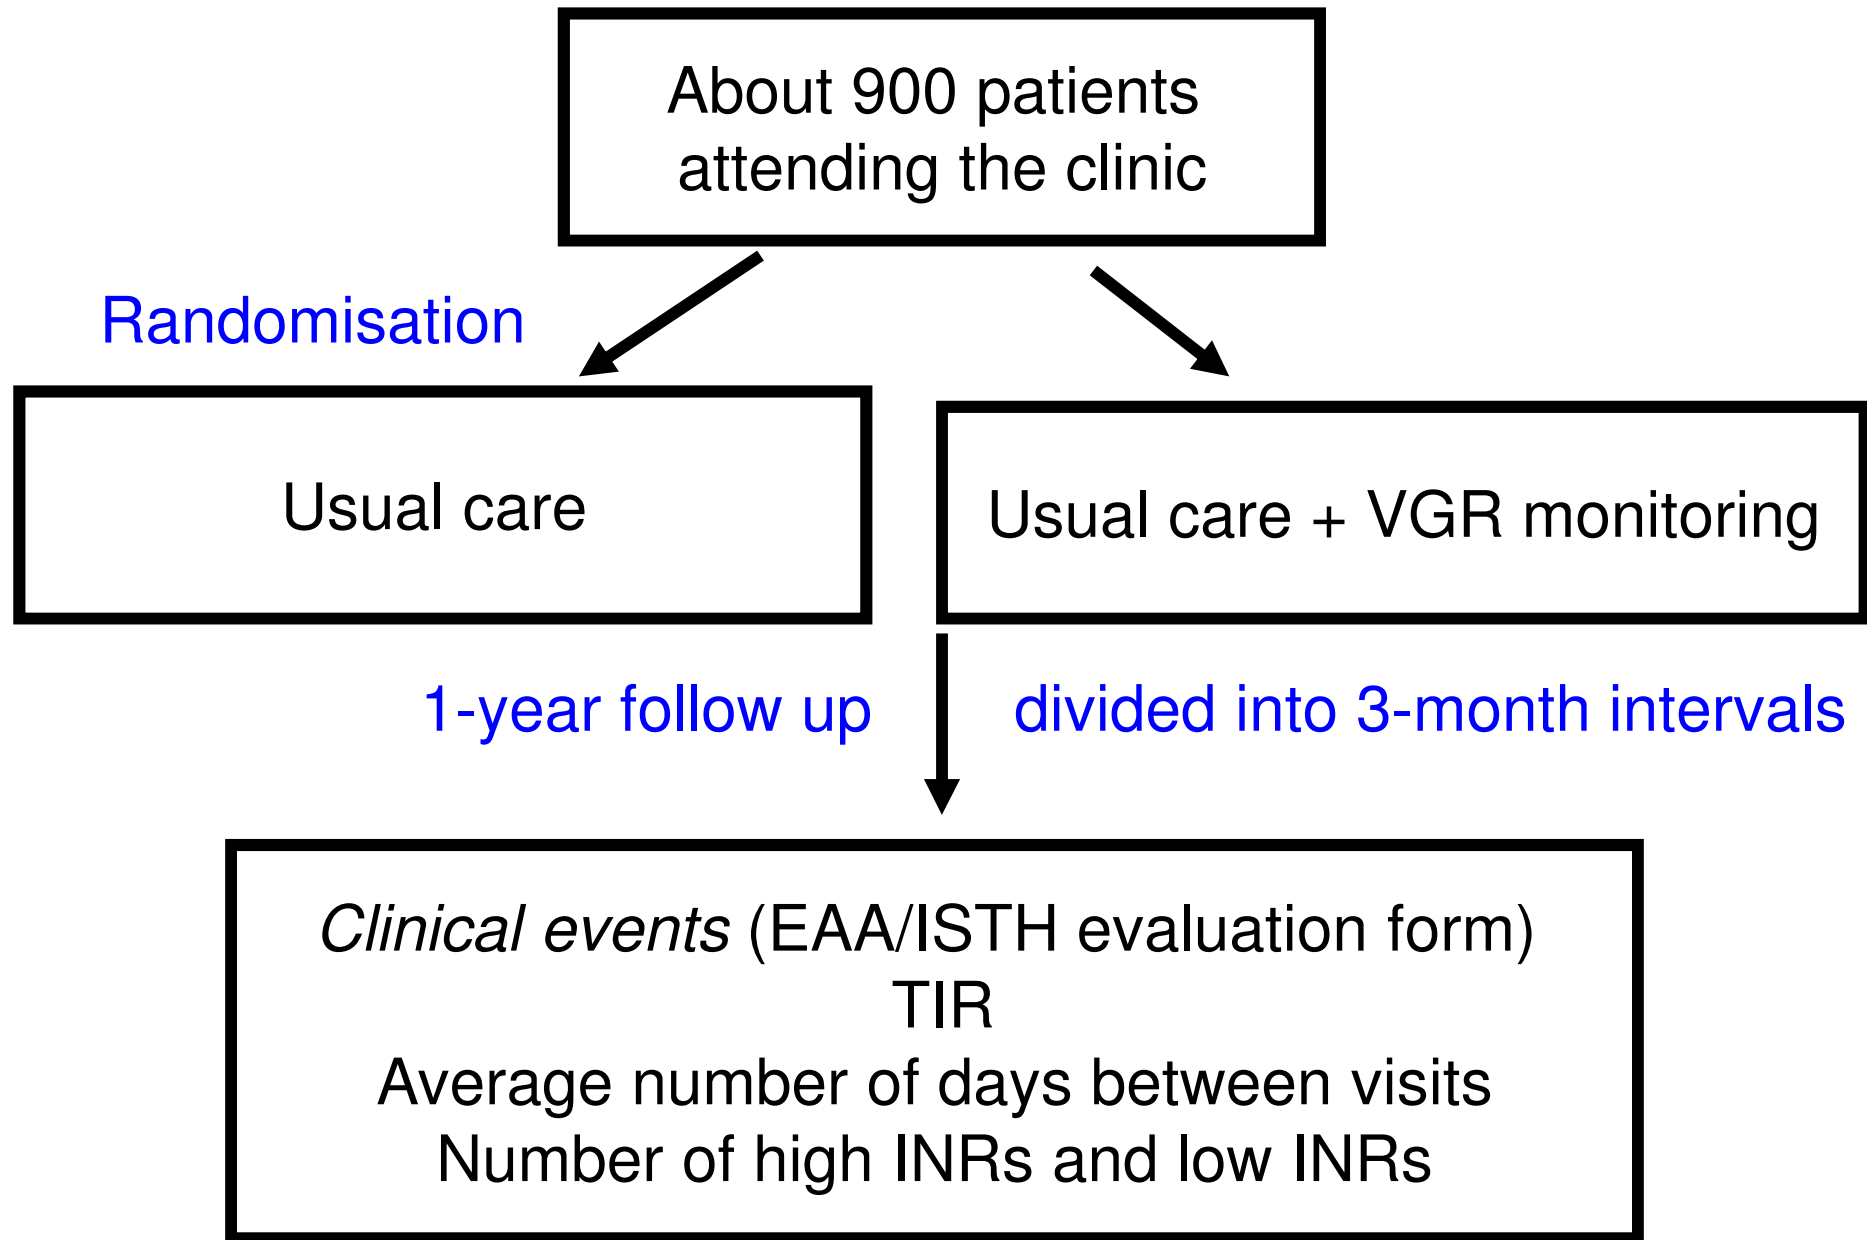 About 900 patients
attending the clinic
Randomisation
Usual care
Usual care + VGR monitoring
1-year follow up
divided into 3-month intervals
Clinical events (EAA/ISTH evaluation form)
TIR
Average number of days between visits
Number of high INRs and low INRs